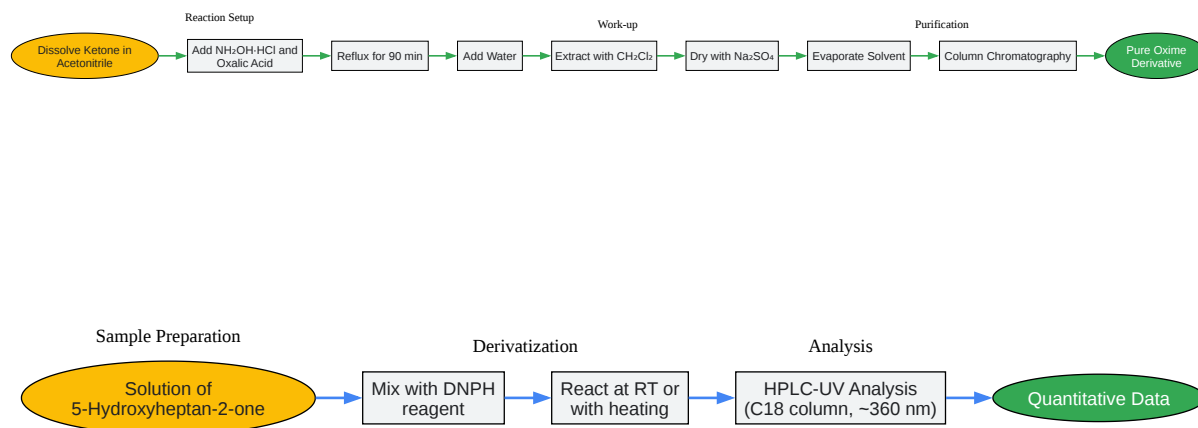 Reaction Setup
Work-up
Purification
Dissolve Ketone in
Acetonitrile
Add NH₂OH·HCl and
Oxalic Acid
Reflux for 90 min
Add Water
Extract with CH₂Cl₂
Dry with Na₂SO₄
Evaporate Solvent
Column Chromatography
Pure Oxime
Derivative
Sample Preparation
Derivatization
Analysis
Solution of
5-Hydroxyheptan-2-one
Mix with DNPH
reagent
React at RT or
with heating
HPLC-UV Analysis
(C18 column, ~360 nm)
Quantitative Data